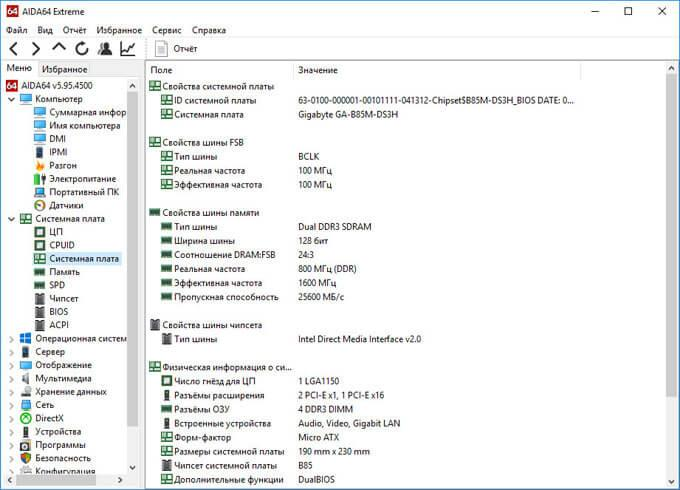 64 AIDA64 Extreme
Файл Вид Отчёт Избранное Сервис Справка
Отчёт
Меню Избранное
64 AIDA64 v5.95.4500
Компьютер
Суммарная инфор
Имя компьютера
DMI
IPMI
Разгон
Электропитание
Портативный ПК
Датчики
Системная плата
ЦП
CPUID
Системная плата
Память
SPD
Чипсет
BIOS
ACPI
Операционная систем
Сервер
Отображение
Мультимедиа
Хранение данных
Сеть
DirectX
Устройства
Программы
Безопасность
Конфигурация
Поле Значение
Свойства системной платы
ID системной платы 63-0100-000001-00101111-041312-Chipset$B85M-DS3H_BIOS DATE: 0...
Системная плата Gigabyte GA-B85M-DS3H
Свойства шины FSB
Тип шины BCLK
Реальная частота 100 МГц
Эффективная частота 100 МГц
Свойства шины памяти
Тип шины Dual DDR3 SDRAM
Ширина шины 128 бит
Соотношение DRAM:FSB 24:3
Реальная частота 800 МГц (DDR)
Эффективная частота 1600 МГц
Пропускная способность 25600 МБ/с
Свойства шины чипсета
Тип шины Intel Direct Media Interface v2.0
Физическая информация о си...
Число гнёзд для ЦП 1 LGA1150
Разъёмы расширения 2 PCI-E x1, 1 PCI-E x16
Разъёмы ОЗУ 4 DDR3 DIMM
Встроенные устройства Audio, Video, Gigabit LAN
Форм-фактор Micro ATX
Размеры системной платы 190 mm x 230 mm
Чипсет системной платы B85
Дополнительные функции DualBIOS